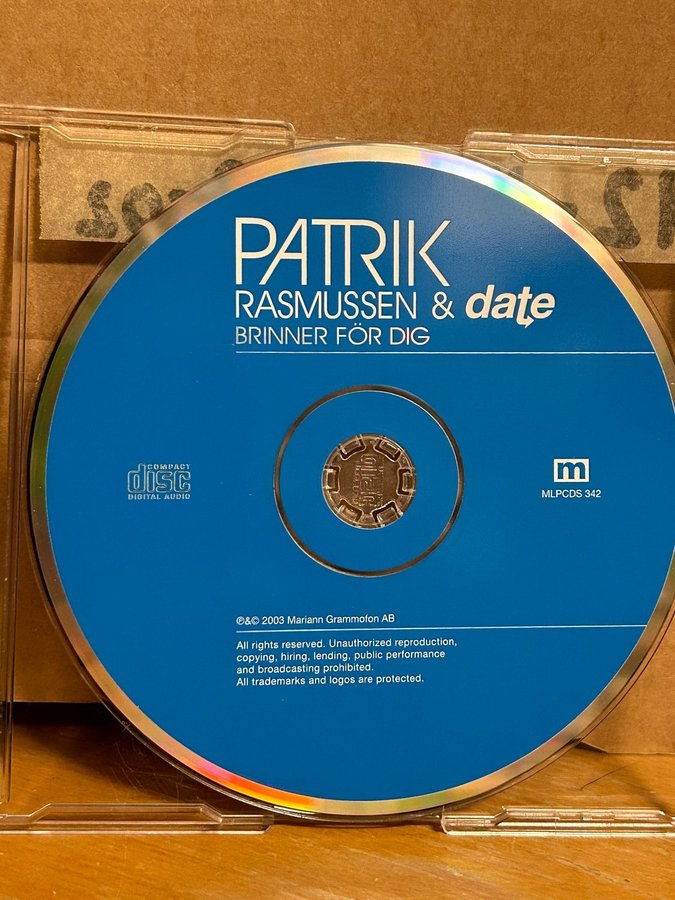 PATRIK
RASMUSSEN & date
BRINNER FÖR DIG
COMPACT
disc
DIGITAL AUDIO
m
MLPCDS 342
℗&© 2003 Mariann Grammofon AB
All rights reserved. Unauthorized reproduction,
copying, hiring, lending, public performance
and broadcasting prohibited.
All trademarks and logos are protected.